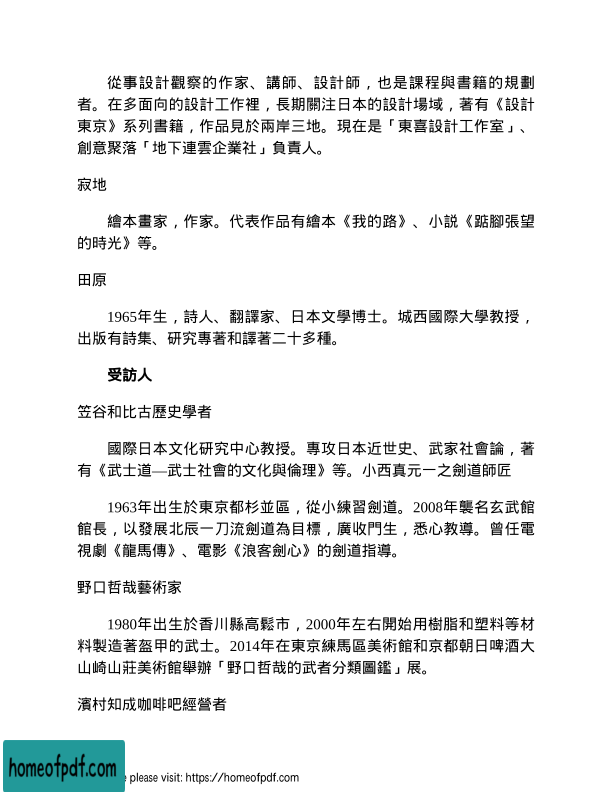 從事設計觀察的作家、講師、設計師，也是課程與書籍的規劃
者。在多面向的設計工作裡，長期關注日本的設計場域，著有《設計
東京》系列書籍，作品見於兩岸三地。現在是「東喜設計工作室」、
創意聚落「地下連雲企業社」負責人。
寂地
繪本畫家，作家。代表作品有繪本《我的路》、小説《踮腳張望
的時光》等。
田原
1965年生，詩人、翻譯家、日本文學博士。城西國際大學教授，
出版有詩集、研究專著和譯著二十多種。
受訪人
笠谷和比古歷史學者
國際日本文化研究中心教授。專攻日本近世史、武家社會論，著
有《武士道—武士社會的文化與倫理》等。小西真元一之劍道師匠
1963年出生於東京都杉並區，從小練習劍道。2008年襲名玄武館
館長，以發展北辰一刀流劍道為目標，廣收門生，悉心教導。曾任電
視劇《龍馬傳》、電影《浪客劍心》的劍道指導。
野口哲哉藝術家
1980年出生於香川縣高鬆市，2000年左右開始用樹脂和塑料等材
料製造著盔甲的武士。2014年在東京練馬區美術館和京都朝日啤酒大
山崎山莊美術館舉辦「野口哲哉的武者分類圖鑑」展。
濱村知成咖啡吧經營者
homeofpdf.com
e please visit: https://homeofpdf.com